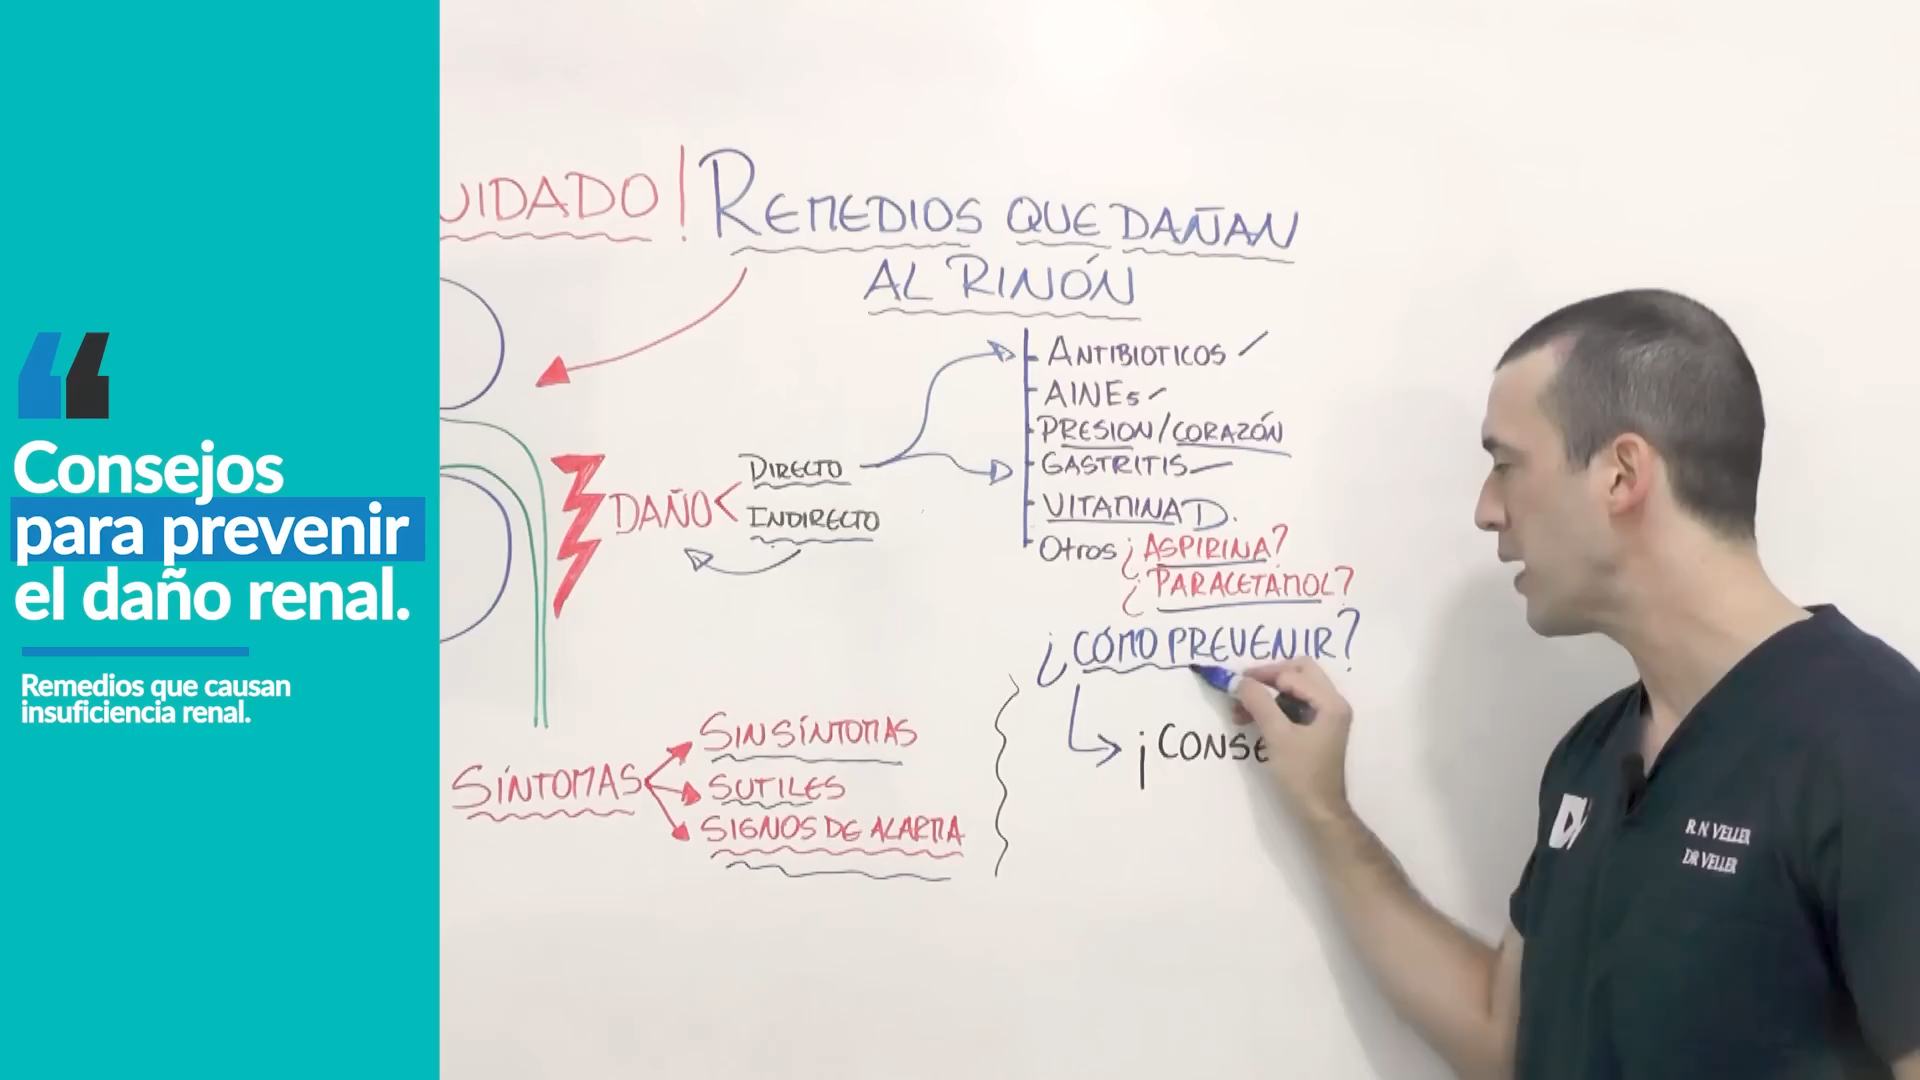 Consejos
para prevenir
el daño renal.
Remedios que causan
insuficiencia renal.
UIDADO! REMEDIOS QUE DAÑAN
AL RIÑÓN
ANTIBIOTICOS
AINEs
PRESION/CORAZÓN
GASTRITIS
VITAMINA D.
Otros ¿ASPIRINA?
¿PARACETAMOL?
DAÑO
DIRECTO
INDIRECTO
¿CÓMO PREVENIR?
¡CONSE
SÍNTOMAS
SIN SÍNTOMAS
SUTILES
SIGNOS DE ALARMA
R.N VELLER
DR VELLER